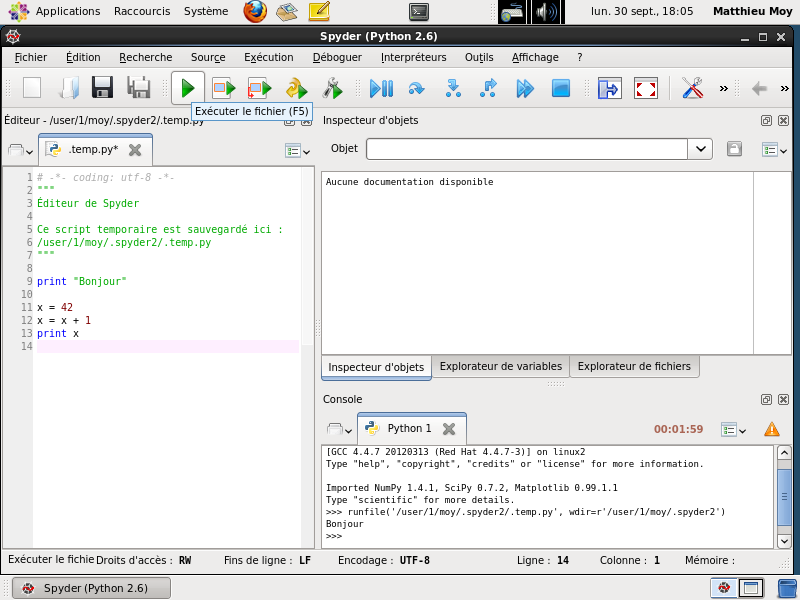 Applications Raccourcis Système lun. 30 sept., 18:05 Matthieu Moy
Spyder (Python 2.6)
Fichier Édition Recherche Source Exécution Déboguer Interpréteurs Outils Affichage ?
» »
Exécuter le fichier (F5)
Éditeur - /user/1/moy/.spyder2/.temp.py
.temp.py*
1 # -*- coding: utf-8 -*-
2 """
3 Éditeur de Spyder
4
5 Ce script temporaire est sauvegardé ici :
6 /user/1/moy/.spyder2/.temp.py
7 """
8
9 print "Bonjour"
10
11 x = 42
12 x = x + 1
13 print x
14
Inspecteur d'objets
Objet
Aucune documentation disponible
Inspecteur d'objets Explorateur de variables Explorateur de fichiers
Console
Python 1 00:01:59
[GCC 4.4.7 20120313 (Red Hat 4.4.7-3)] on linux2
Type "help", "copyright", "credits" or "license" for more information.
Imported NumPy 1.4.1, SciPy 0.7.2, Matplotlib 0.99.1.1
Type "scientific" for more details.
>>> runfile('/user/1/moy/.spyder2/.temp.py', wdir=r'/user/1/moy/.spyder2')
Bonjour
>>>
Exécuter le fichie Droits d'accès : RW Fins de ligne : LF Encodage : UTF-8 Ligne : 14 Colonne : 1 Mémoire :
Spyder (Python 2.6)